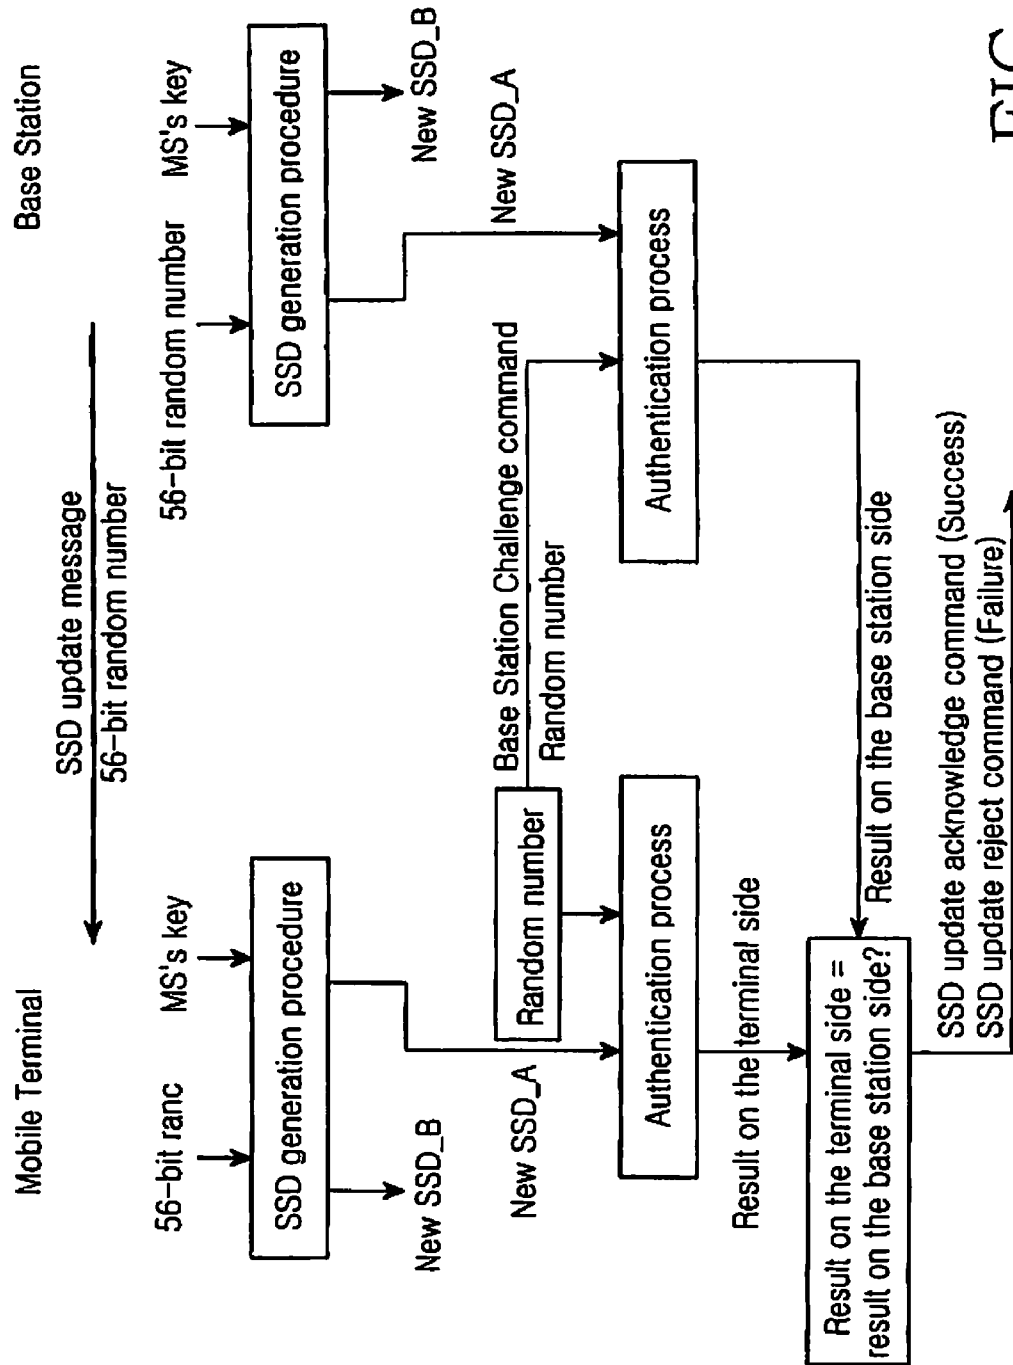 Mobile Terminal
Base Station
SSD update message
56-bit random number
56-bit ranc
MS's key
56-bit random number
MS's key
SSD generation procedure
SSD generation procedure
New SSD_B
New SSD_B
New SSD_A
Random number
Base Station Challenge command
Random number
New SSD_A
Authentication process
Authentication process
Result on the terminal side
Result on the base station side
Result on the terminal side =
result on the base station side?
SSD update acknowledge command (Success)
SSD update reject command (Failure)